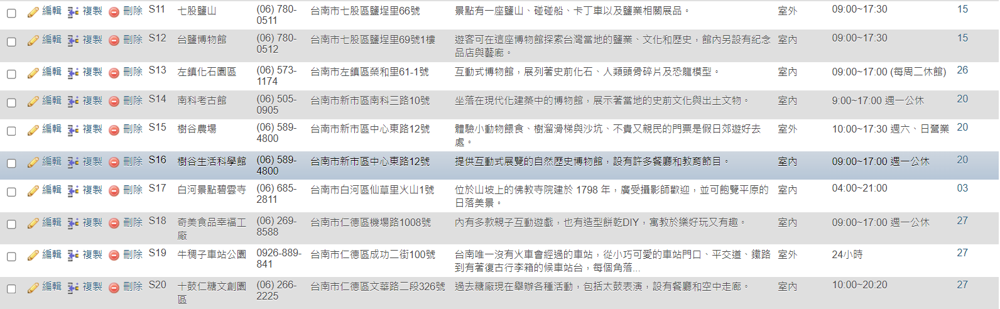 編輯 複製 刪除 S11 七股鹽山 (06) 780-0511 台南市七股區鹽埕里66號 景點有一座鹽山、碰碰船、卡丁車以及鹽業相關展品。 室外 09:00~17:30 15
編輯 複製 刪除 S12 台鹽博物館 (06) 780-0512 台南市七股區鹽埕里69號1樓 遊客可在這座博物館探索台灣當地的鹽業、文化和歷史，館內另設有紀念品店與藝廊。 室內 09:00~17:30 15
編輯 複製 刪除 S13 左鎮化石園區 (06) 573-1174 台南市左鎮區榮和里61-1號 互動式博物館，展列著史前化石、人類頭骨碎片及恐龍模型。 室內 09:00~17:00 (每周二休館) 26
編輯 複製 刪除 S14 南科考古館 (06) 505-0905 台南市新市區南科三路10號 坐落在現代化建築中的博物館，展示著當地的史前文化與出土文物。 室內 9:00~17:00 週一公休 20
編輯 複製 刪除 S15 樹谷農場 (06) 589-4800 台南市新市區中心東路12號 體驗小動物餵食、樹溜滑梯與沙坑、不貴又親民的門票是假日郊遊好去處。 室外 10:00~17:30 週六、日營業 20
編輯 複製 刪除 S16 樹谷生活科學館 (06) 589-4800 台南市新市區中心東路12號 提供互動式展覽的自然歷史博物館，設有許多餐廳和教育節目。 室內 09:00~17:00 週一公休 20
編輯 複製 刪除 S17 白河景點碧雲寺 (06) 685-2811 台南市白河區仙草里火山1號 位於山坡上的佛教寺院建於 1798 年，廣受攝影師歡迎，並可飽覽平原的日落美景。 室內 04:00~21:00 03
編輯 複製 刪除 S18 奇美食品幸福工廠 (06) 269-8588 台南市仁德區機場路1008號 內有多款親子互動遊戲，也有造型餅乾DIY，寓教於樂好玩又有趣。 室內 09:00~17:00 週一公休 27
編輯 複製 刪除 S19 牛稠子車站公園 0926-889-841 台南市仁德區成功二街100號 台南唯一沒有火車會經過的車站，從小巧可愛的車站門口、平交道、鐵路到有著復古行李箱的候車站台，每個角落... 室外 24小時 27
編輯 複製 刪除 S20 十鼓仁糖文創園區 (06) 266-2225 台南市仁德區文華路二段326號 過去糖廠現在舉辦各種活動，包括太鼓表演，設有餐廳和空中走廊。 室內 10:00~20:20 27